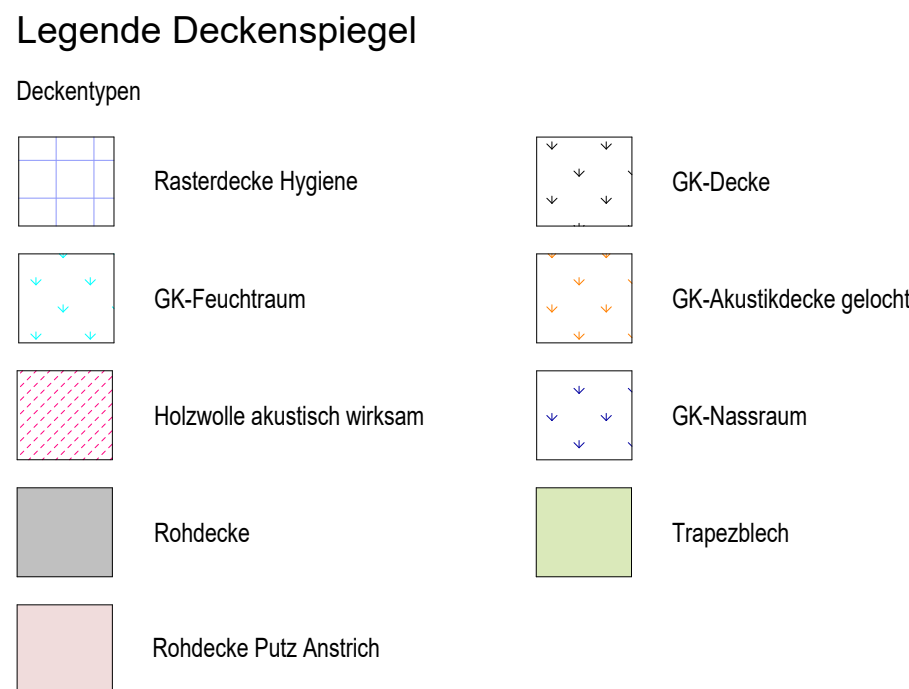 Legende Deckenspiegel
Deckentypen
Rasterdecke Hygiene
GK-Decke
GK-Feuchtraum
GK-Akustikdecke gelocht
Holzwolle akustisch wirksam
GK-Nassraum
Rohdecke
Trapezblech
Rohdecke Putz Anstrich